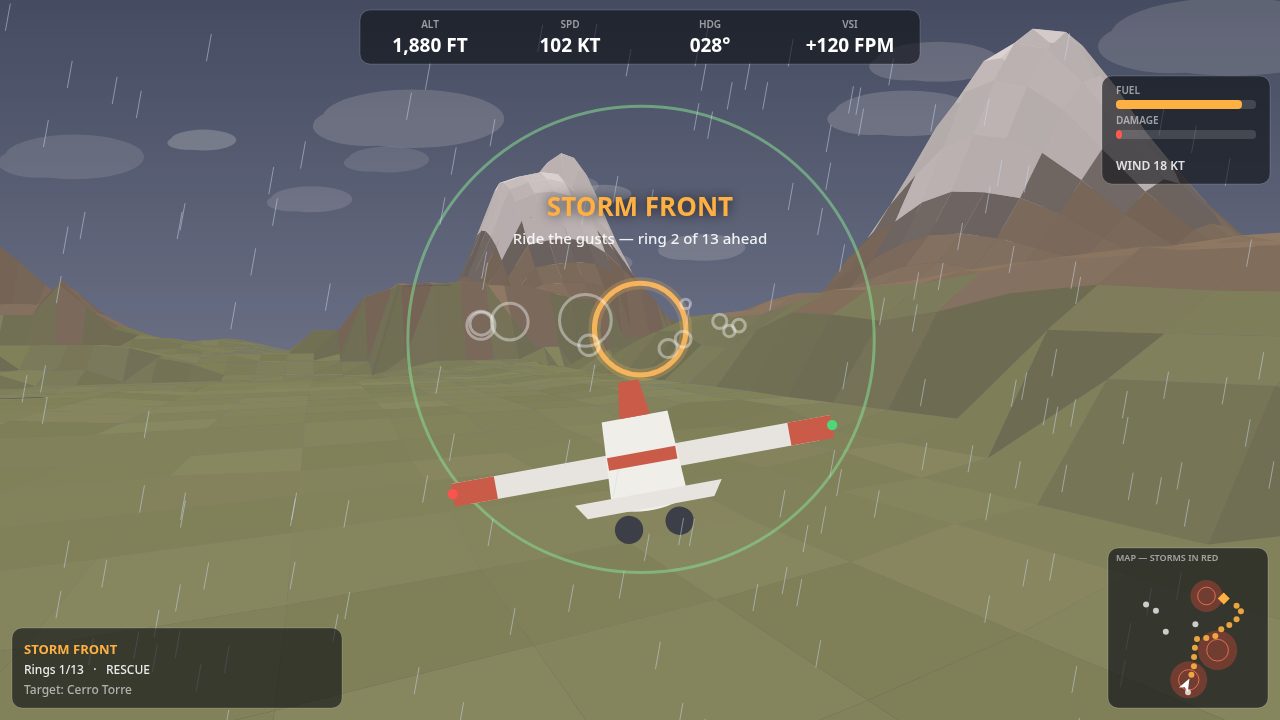 ALT SPD HDG VSI
1,880 FT 102 KT 028° +120 FPM
FUEL
DAMAGE
WIND 18 KT
STORM FRONT
Ride the gusts — ring 2 of 13 ahead
MAP — STORMS IN RED
STORM FRONT
Rings 1/13 · RESCUE
Target: Cerro Torre